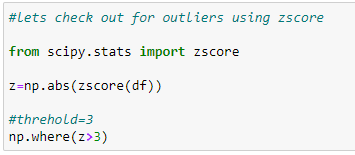 #lets check out for outliers using zscore
from scipy.stats import zscore
z=np.abs(zscore(df))
#threhold=3
np.where(z>3)